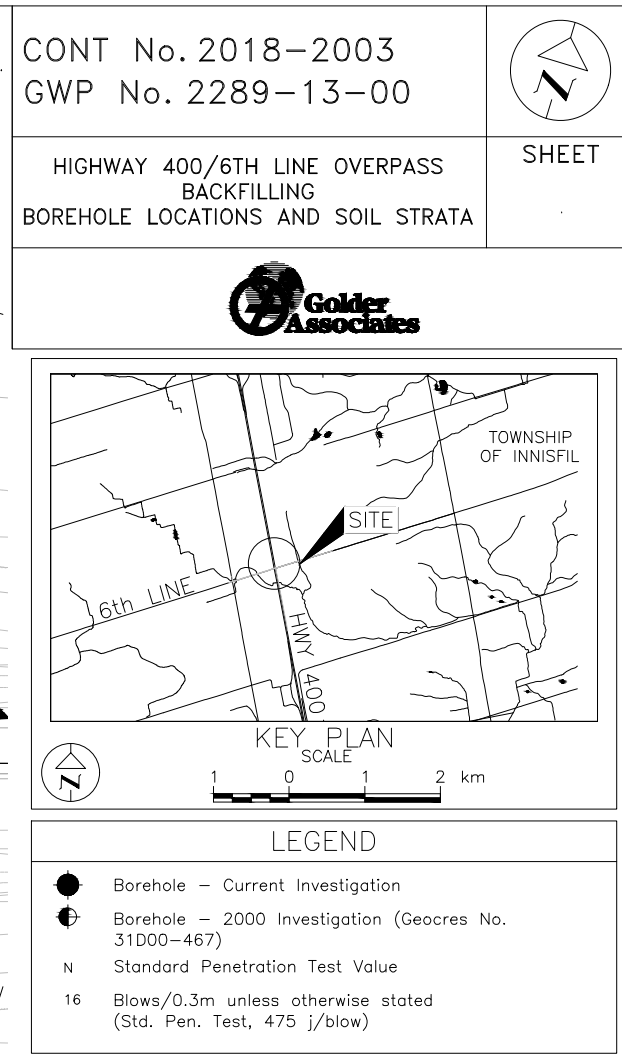 CONT No. 2018-2003
GWP No. 2289-13-00
N
HIGHWAY 400/6TH LINE OVERPASS
BACKFILLING
BOREHOLE LOCATIONS AND SOIL STRATA
SHEET
Golder
Associates
TOWNSHIP
OF INNISFIL
SITE
6th LINE
HWY 400
KEY PLAN
SCALE
N
1 0 1 2 km
LEGEND
Borehole - Current Investigation
Borehole - 2000 Investigation (Geocres No.
31D00-467)
N Standard Penetration Test Value
16 Blows/0.3m unless otherwise stated
(Std. Pen. Test, 475 j/blow)